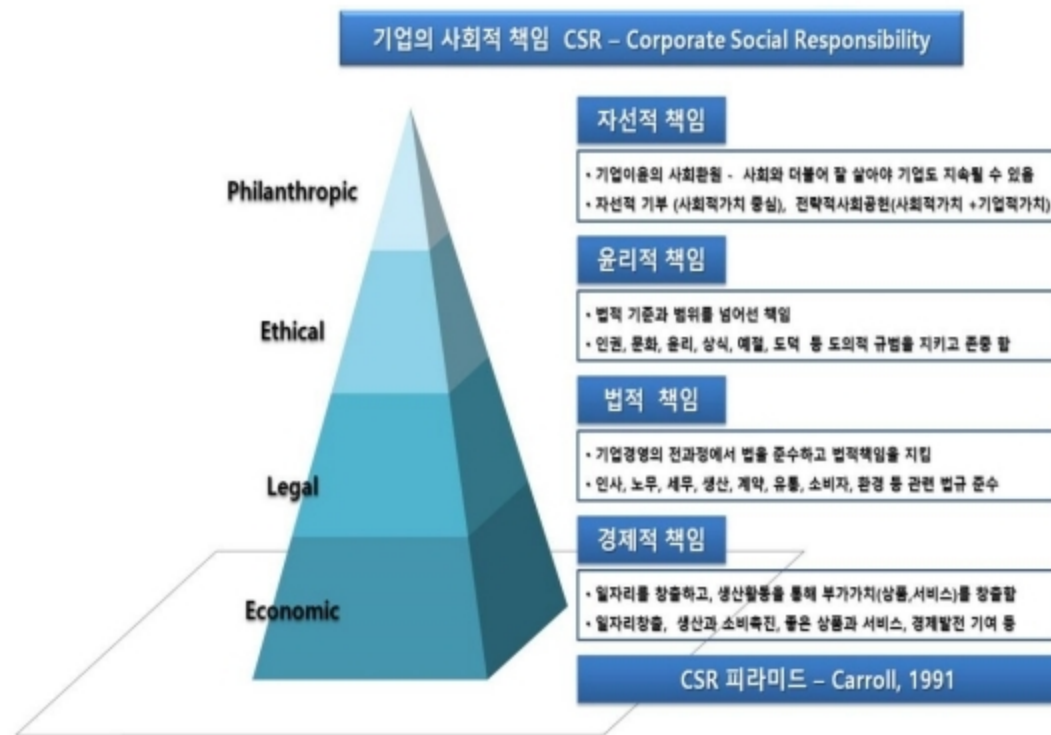 기업의 사회적 책임 CSR – Corporate Social Responsibility
Philanthropic
Ethical
Legal
Economic
자선적 책임
• 기업이윤의 사회환원 - 사회와 더불어 잘 살아야 기업도 지속될 수 있음
• 자선적 기부 (사회적가치 중심), 전략적사회공헌(사회적가치 +기업적가치)
윤리적 책임
• 법적 기준과 범위를 넘어선 책임
• 인권, 문화, 윤리, 상식, 예절, 도덕 등 도의적 규범을 지키고 존중 함
법적 책임
• 기업경영의 전과정에서 법을 준수하고 법적책임을 지킴
• 인사, 노무, 세무, 생산, 계약, 유통, 소비자, 환경 등 관련 법규 준수
경제적 책임
• 일자리를 창출하고, 생산활동을 통해 부가가치(상품,서비스)를 창출함
• 일자리창출, 생산과 소비촉진, 좋은 상품과 서비스, 경제발전 기여 등
CSR 피라미드 – Carroll, 1991